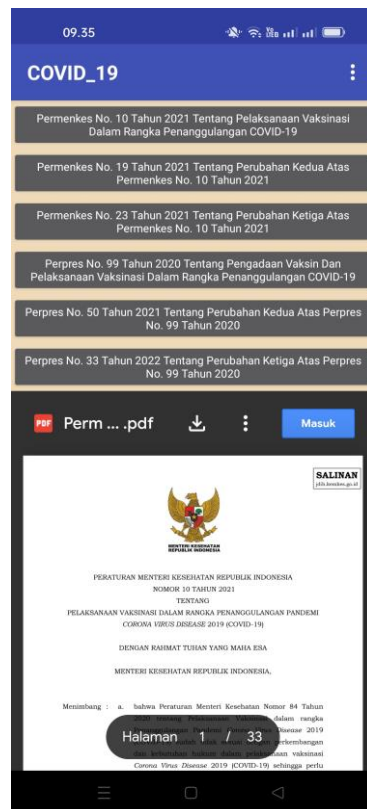 09.35
COVID_19
Permenkes No. 10 Tahun 2021 Tentang Pelaksanaan Vaksinasi
Dalam Rangka Penanggulangan COVID-19
Permenkes No. 19 Tahun 2021 Tentang Perubahan Kedua Atas
Permenkes No. 10 Tahun 2021
Permenkes No. 23 Tahun 2021 Tentang Perubahan Ketiga Atas
Permenkes No. 10 Tahun 2021
Perpres No. 99 Tahun 2020 Tentang Pengadaan Vaksin Dan
Pelaksanaan Vaksinasi Dalam Rangka Penanggulangan COVID-19
Perpres No. 50 Tahun 2021 Tentang Perubahan Kedua Atas Perpres
No. 99 Tahun 2020
Perpres No. 33 Tahun 2022 Tentang Perubahan Ketiga Atas Perpres
No. 99 Tahun 2020
PDF Perm ... .pdf Masuk
SALINAN
MENTERI KESEHATAN
REPUBLIK INDONESIA
PERATURAN MENTERI KESEHATAN REPUBLIK INDONESIA
NOMOR 10 TAHUN 2021
TENTANG
PELAKSANAAN VAKSINASI DALAM RANGKA PENANGGULANGAN PANDEMI
CORONA VIRUS DISEASE 2019 (COVID-19)
DENGAN RAHMAT TUHAN YANG MAHA ESA
MENTERI KESEHATAN REPUBLIK INDONESIA,
Menimbang : a. bahwa Peraturan Menteri Kesehatan Nomor 84 Tahun
2020 tentang Pelaksanaan Vaksinasi dalam rangka
Disease 2019
perkembangan
vaksinasi
Corona Virus Disease 2019 (COVID-19) sehingga perlu
Halaman 1 / 33